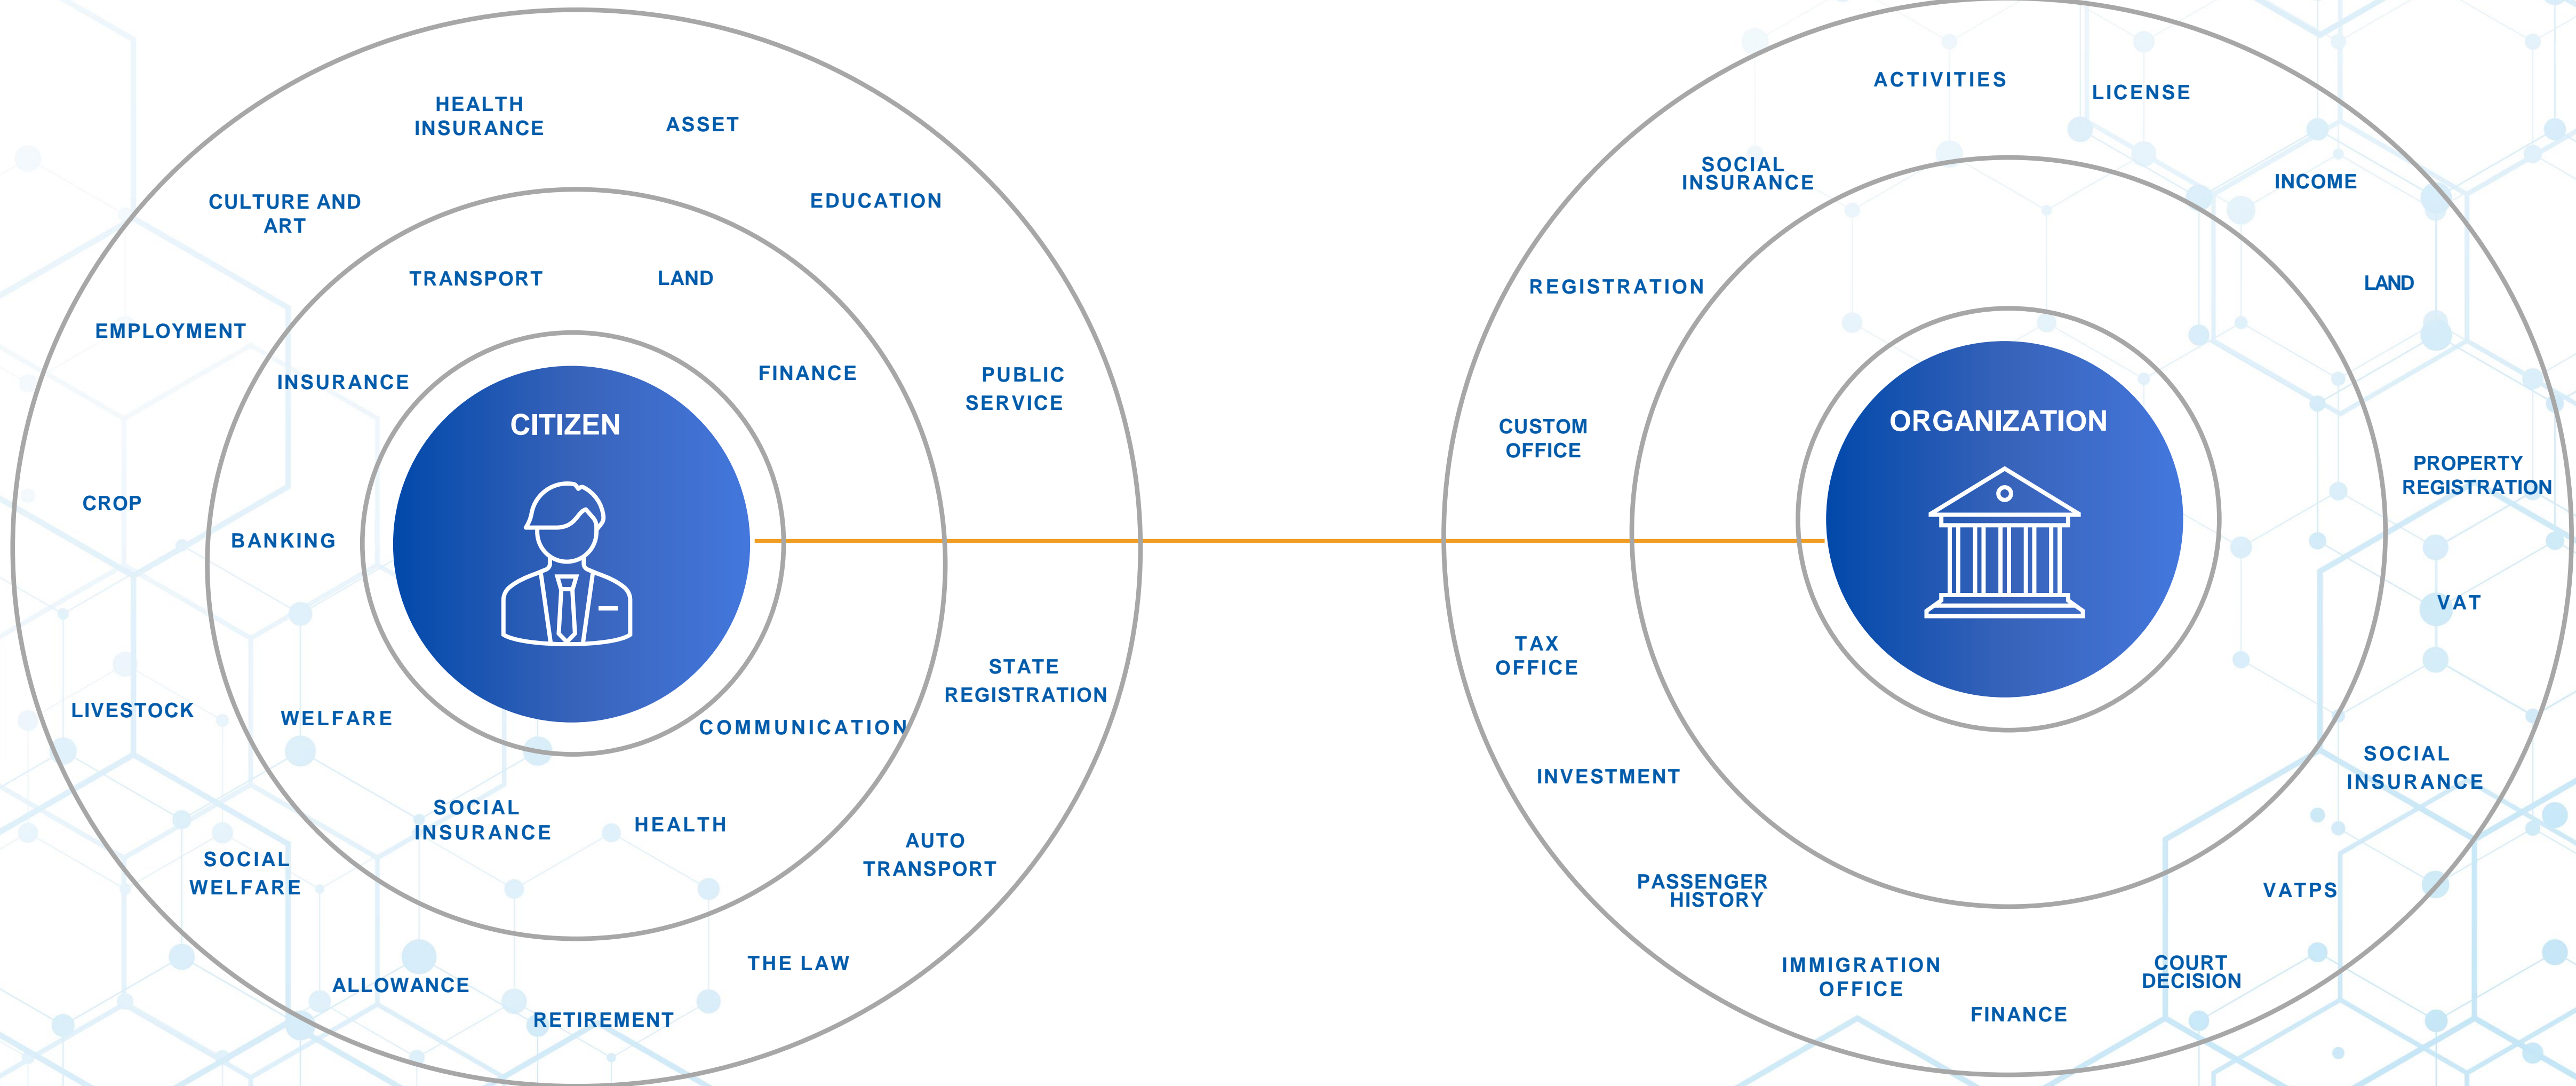 HEALTH
INSURANCE
ASSET
CULTURE AND
ART
EDUCATION
TRANSPORT
LAND
EMPLOYMENT
INSURANCE
FINANCE
PUBLIC
SERVICE
CITIZEN
CROP
BANKING
LIVESTOCK
WELFARE
STATE
REGISTRATION
COMMUNICATION
SOCIAL
INSURANCE
HEALTH
SOCIAL
WELFARE
AUTO
TRANSPORT
THE LAW
ALLOWANCE
RETIREMENT
ACTIVITIES
LICENSE
SOCIAL
INSURANCE
INCOME
REGISTRATION
LAND
CUSTOM
OFFICE
ORGANIZATION
PROPERTY
REGISTRATION
VAT
TAX
OFFICE
INVESTMENT
SOCIAL
INSURANCE
PASSENGER
HISTORY
VATPS
IMMIGRATION
OFFICE
COURT
DECISION
FINANCE